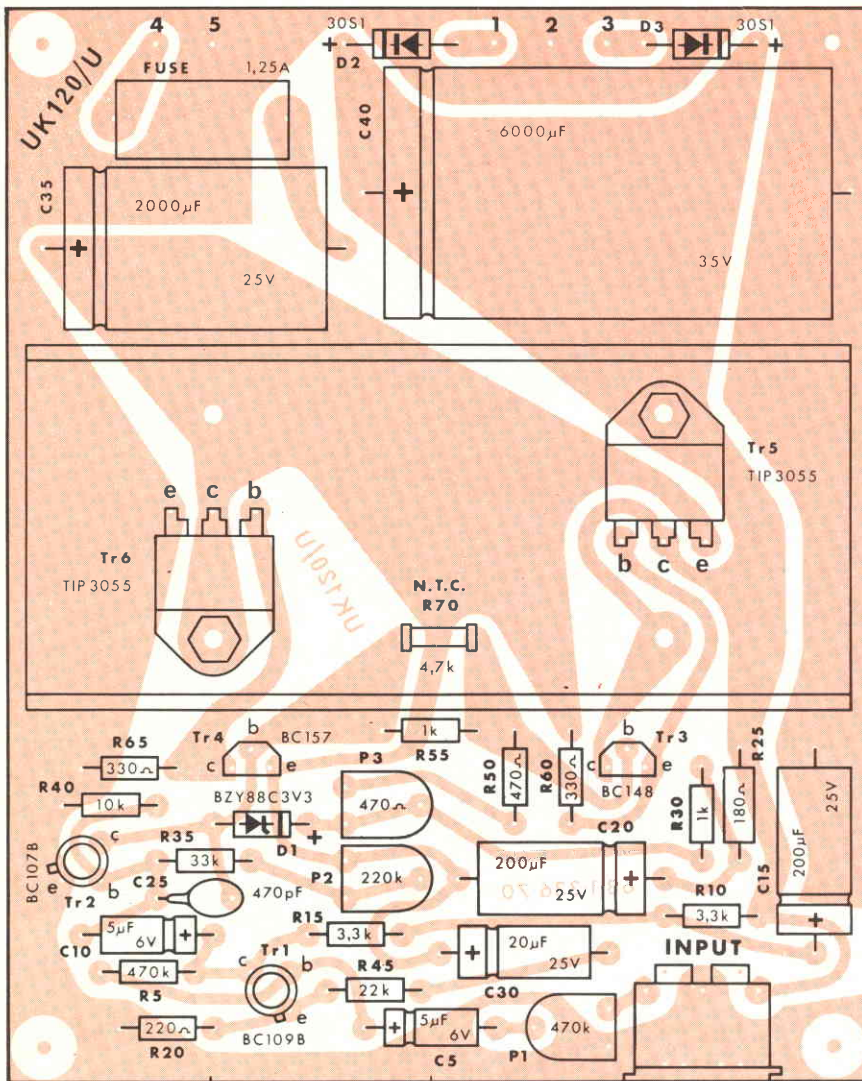 4 5 30S1 1 2 3 D3 30S1
+ D2 +
UK120/U
FUSE 1,25A
C40
6000µF
C35
2000µF
+
+
25V
35V
Tr5
TIP3055
e c b
b c e
Tr6
TIP3055
UK120/U
N.T.C.
R70
4,7k
Tr4 b BC157
c e
1k
R55
Tr3
b
c e
BC148
R65
330Ω
P3
470Ω
R50
470Ω
R60
330Ω
R25
180Ω
R30
1k
25V
200µF
C15
+
R40
10k
BZY88C3V3
+
D1
C20
200µF
25V
+
BC107B
c
e b
Tr2
R35
33k
C25
470pF
P2
220k
R10
3,3k
5µF
6V
+
C10
R15
3,3k
+
20µF
25V
C30
INPUT
470k
R5
Tr1
c b
e
BC109B
R45
22k
220Ω
R20
+
5µF
6V
C5
470k
P1